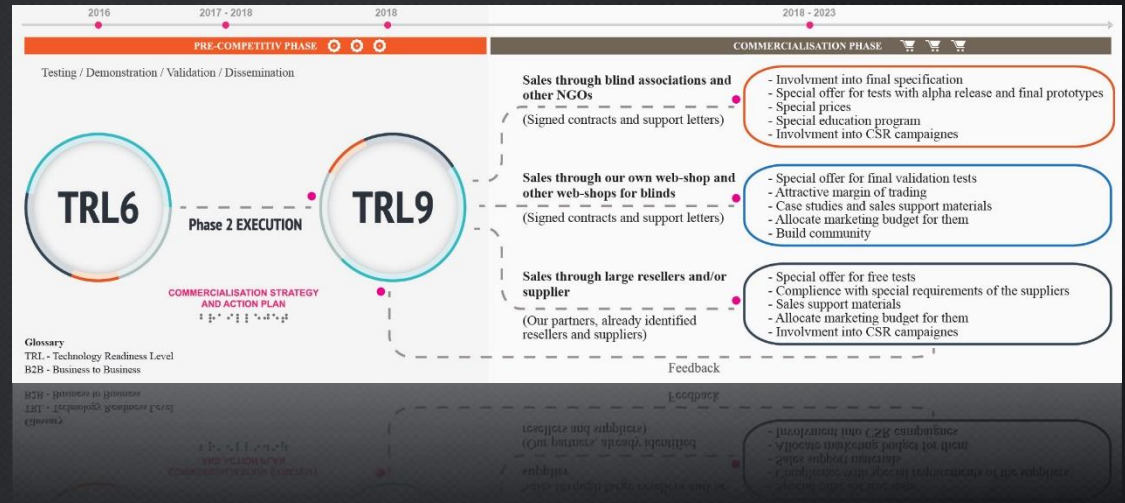 2016
2017 - 2018
2018
2018 - 2023
PRE-COMPETITIV PHASE
COMMERCIALISATION PHASE
Testing / Demonstration / Validation / Dissemination
TRL6
Phase 2 EXECUTION
TRL9
COMMERCIALISATION STRATEGY
AND ACTION PLAN
Glossary
TRL - Technology Readiness Level
B2B - Business to Business
Sales through blind associations and
other NGOs
(Signed contracts and support letters)
- Involvment into final specification
- Special offer for tests with alpha release and final prototypes
- Special prices
- Special education program
- Involvment into CSR campaignes
Sales through our own web-shop and
other web-shops for blinds
(Signed contracts and support letters)
- Special offer for final validation tests
- Attractive margin of trading
- Case studies and sales support materials
- Allocate marketing budget for them
- Build community
Sales through large resellers and/or
supplier
(Our partners, already identified
resellers and suppliers)
- Special offer for free tests
- Complience with special requirements of the suppliers
- Sales support materials
- Allocate marketing budget for them
- Involvment into CSR campaignes
Feedback